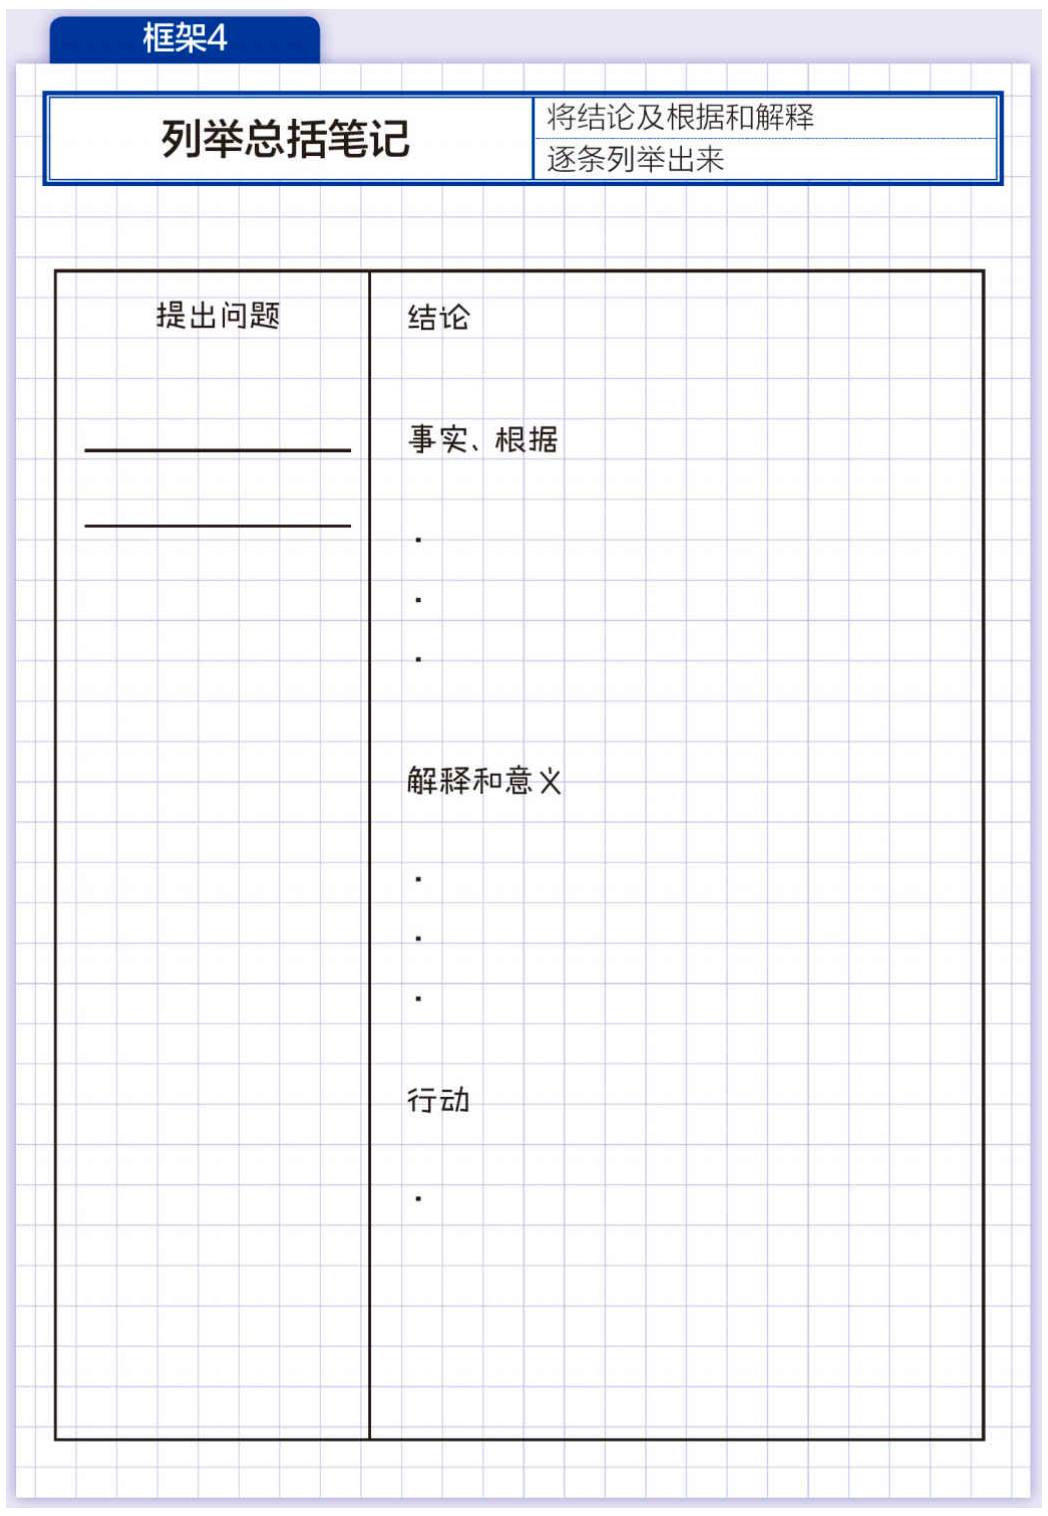 框架4
列举总括笔记
将结论及根据和解释
逐条列举出来
提出问题
结论
事实、根据
·
·
·
解释和意义
·
·
·
行动
·